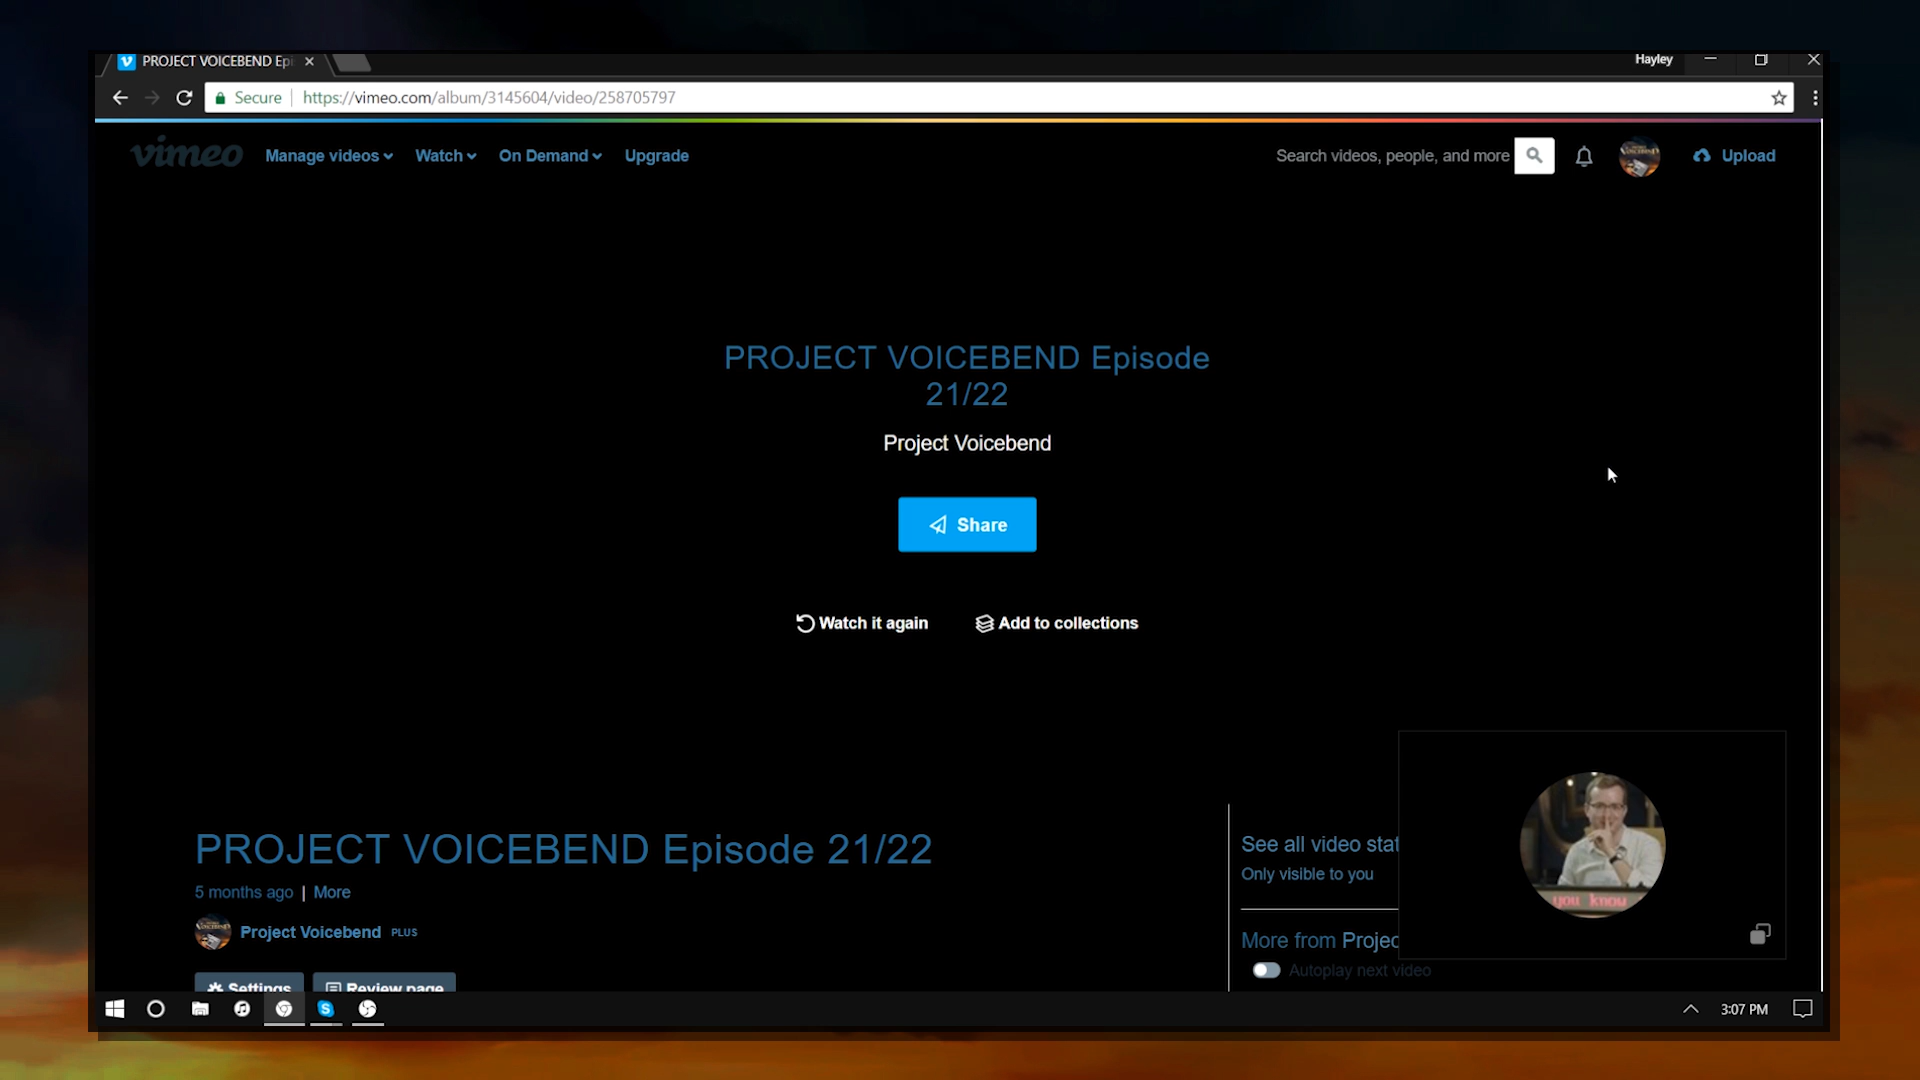 PROJECT VOICEBEND Epi
Hayley
Secure
https://vimeo.com/album/3145604/video/258705797
vimeo
Manage videos
Watch
On Demand
Upgrade
Search videos, people, and more
Upload
PROJECT VOICEBEND Episode
21/22
Project Voicebend
Share
Watch it again
Add to collections
PROJECT VOICEBEND Episode 21/22
5 months ago | More
Project Voicebend PLUS
Settings
Review page
See all video stat
Only visible to you
More from Projec
Autoplay next video
you know
3:07 PM